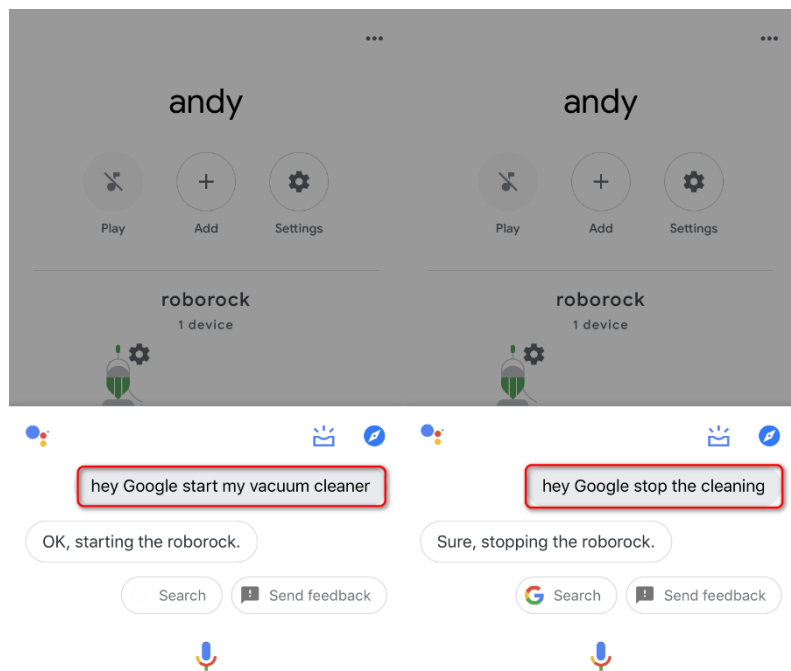 andy
Play
Add
Settings
roborock
1 device
hey Google start my vacuum cleaner
OK, starting the roborock.
Search
Send feedback
andy
Play
Add
Settings
roborock
1 device
hey Google stop the cleaning
Sure, stopping the roborock.
Search
Send feedback